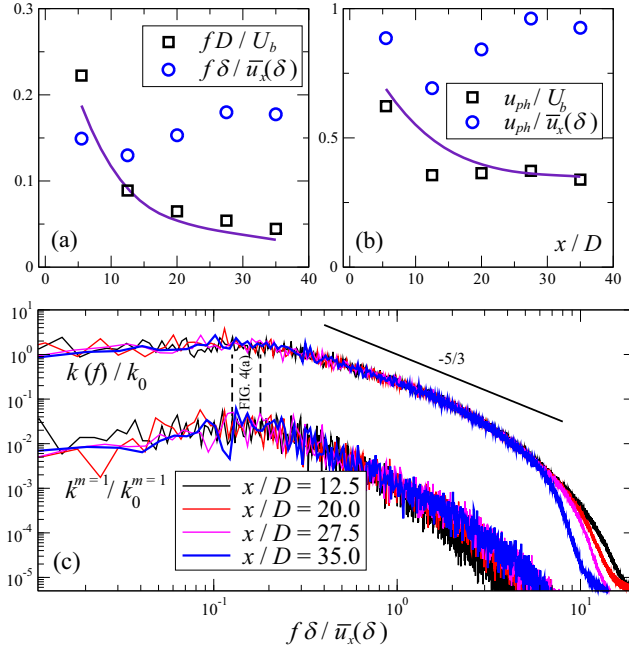 0.3
fD / U_b
fδ / u̅_x(δ)
0.2
0.1
(a)
0
0 10 20 30 40
1
u_ph / U_b
u_ph / u̅_x(δ)
0.5
(b)
x / D
0
0 10 20 30 40
10^1
10^0
-5/3
k (f) / k_0
10^-1
FIG. 4(a)
10^-2
10^-3
k^{m=1} / k_0^{m=1}
x / D = 12.5
x / D = 20.0
x / D = 27.5
x / D = 35.0
10^-4
(c)
10^-5
10^-1 10^0 10^1
fδ / u̅_x(δ)